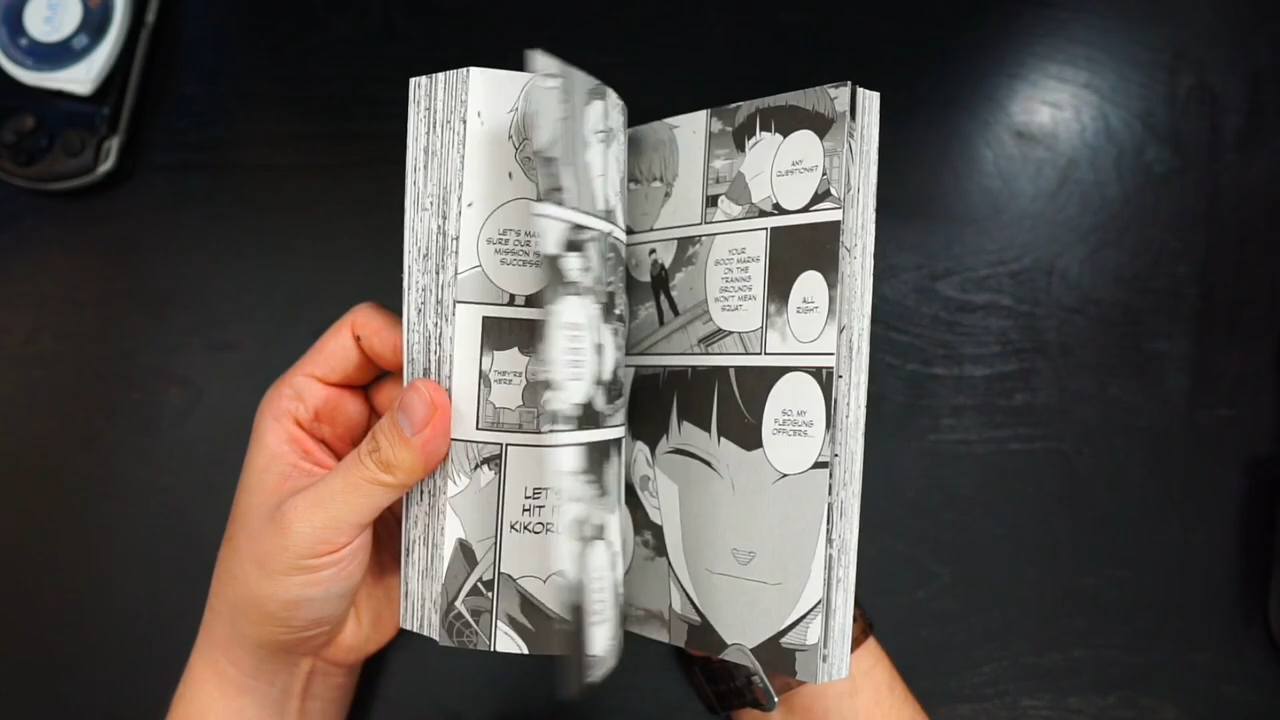 LET'S
SURE OUR
MISSION IS
SUCCESS!
THEY'RE
HERE...!
LET'S
HIT
ANY
QUESTIONS?
YOUR
GOOD MARKS
ON THE
TRAINING
GROUNDS
WON'T MEAN
SQUAT...
ALL
RIGHT.
SO, MY
FLEDGLING
OFFICERS...